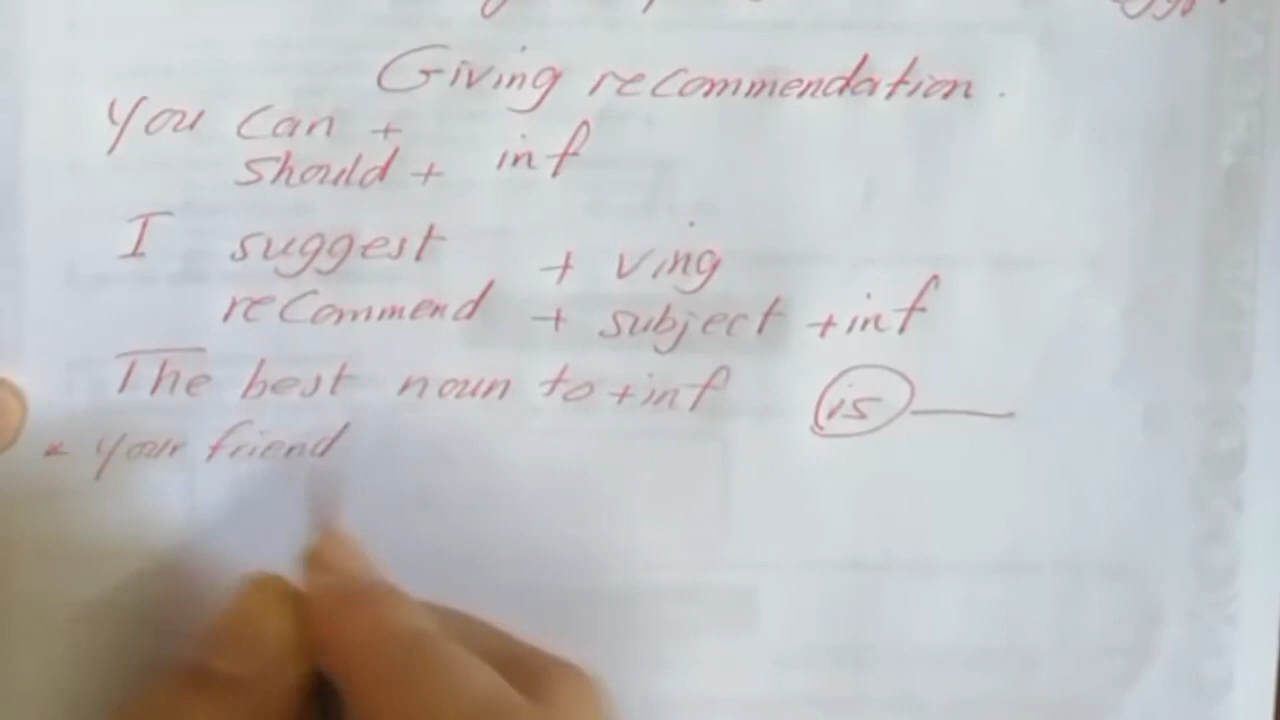 Giving recommendation.
You can +
should + inf
I suggest + ving
recommend + subject + inf
The best noun to + inf is
* your friend